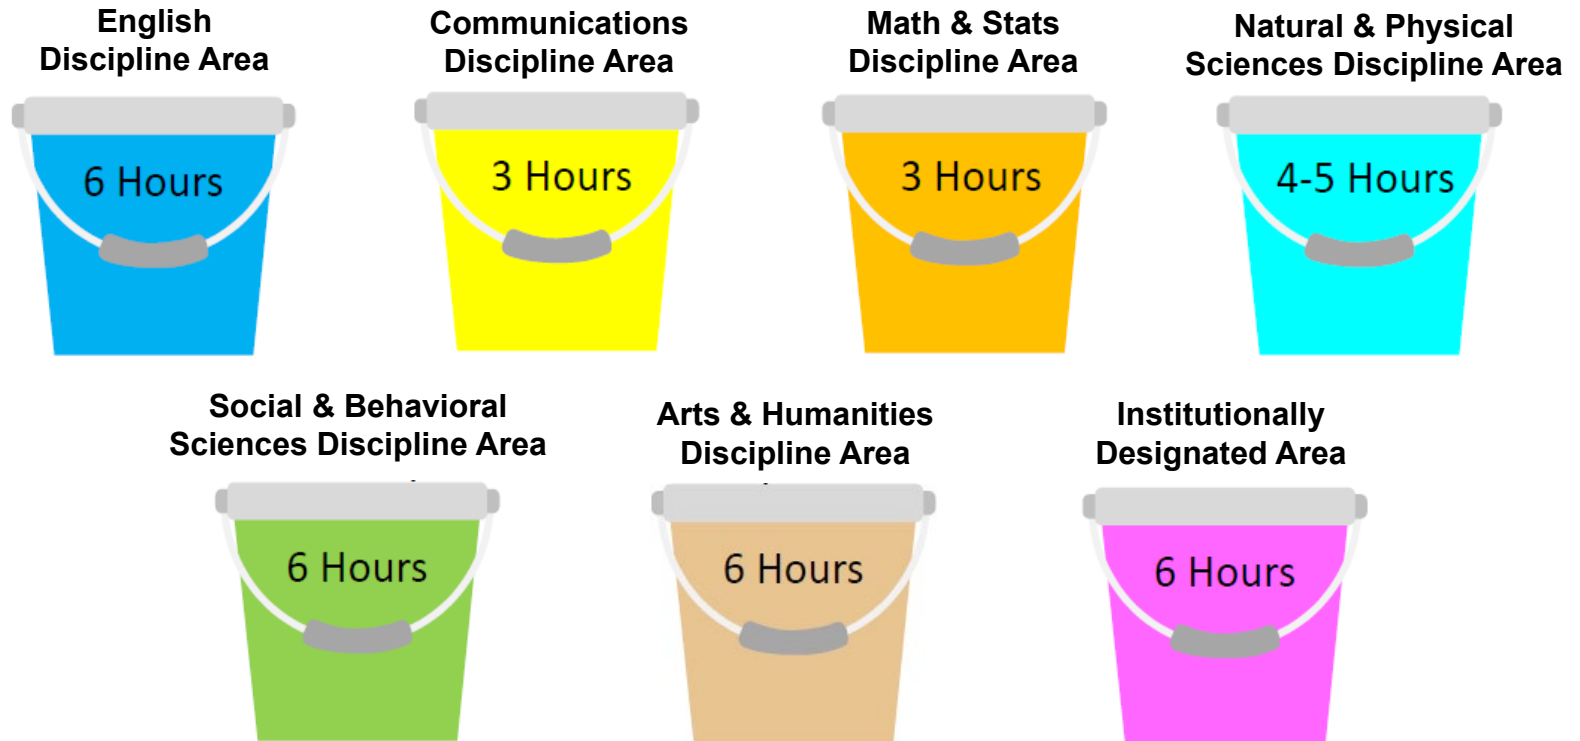 English
Discipline Area
6 Hours
Communications
Discipline Area
3 Hours
Math & Stats
Discipline Area
3 Hours
Natural & Physical
Sciences Discipline Area
4-5 Hours
Social & Behavioral
Sciences Discipline Area
6 Hours
Arts & Humanities
Discipline Area
6 Hours
Institutionally
Designated Area
6 Hours